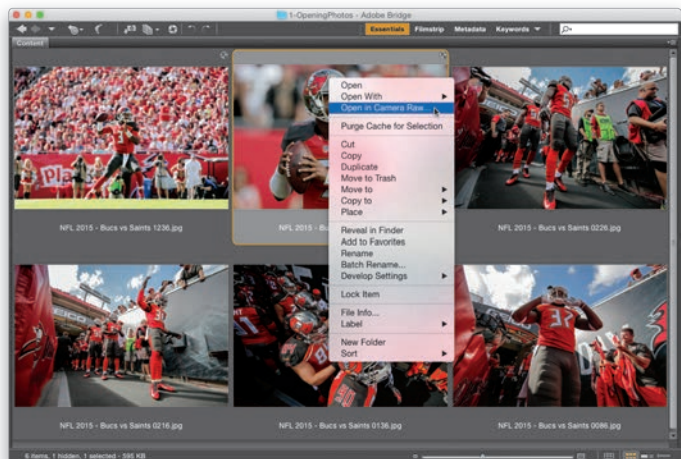 1-OpeningPhotos - Adobe Bridge
Essentials Filmstrip Metadata Keywords
Content
Open
Open With
Open in Camera Raw...
Purge Cache for Selection
Cut
Copy
Duplicate
Move to Trash
Move to
Copy to
Place
Reveal in Finder
Add to Favorites
Rename
Batch Rename...
Develop Settings
Lock Item
File Info...
Label
New Folder
Sort
NFL 2015 - Bucs vs Saints 1236.jpg
NFL 2015 - Bu
NFL 2015 - Bucs vs Saints 0226.jpg
NFL 2015 - Bucs vs Saints 0216.jpg
NFL 2015 - Bucs vs Saints 0136.jpg
NFL 2015 - Bucs vs Saints 0086.jpg
6 items, 1 hidden, 1 selected - 595 KB